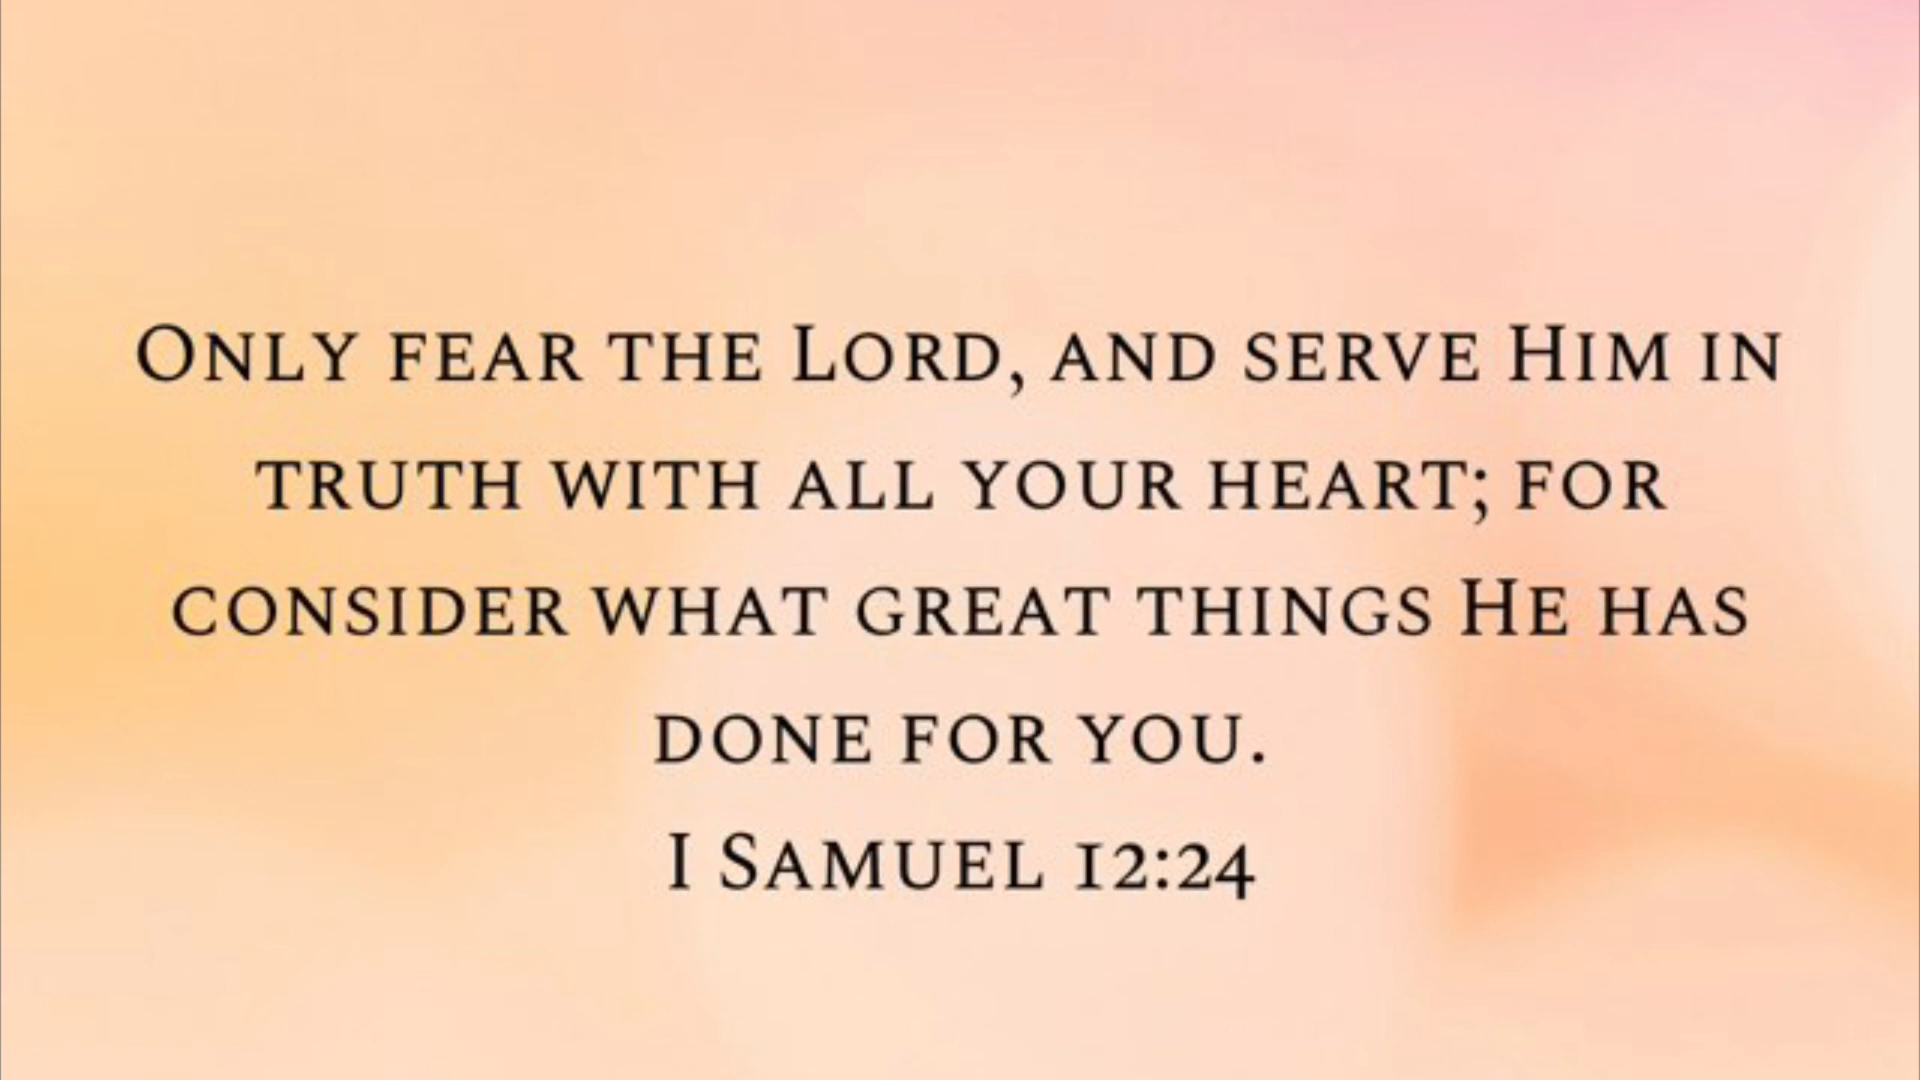 Only fear the Lord, and serve Him in
truth with all your heart; for
consider what great things He has
done for you.
I Samuel 12:24